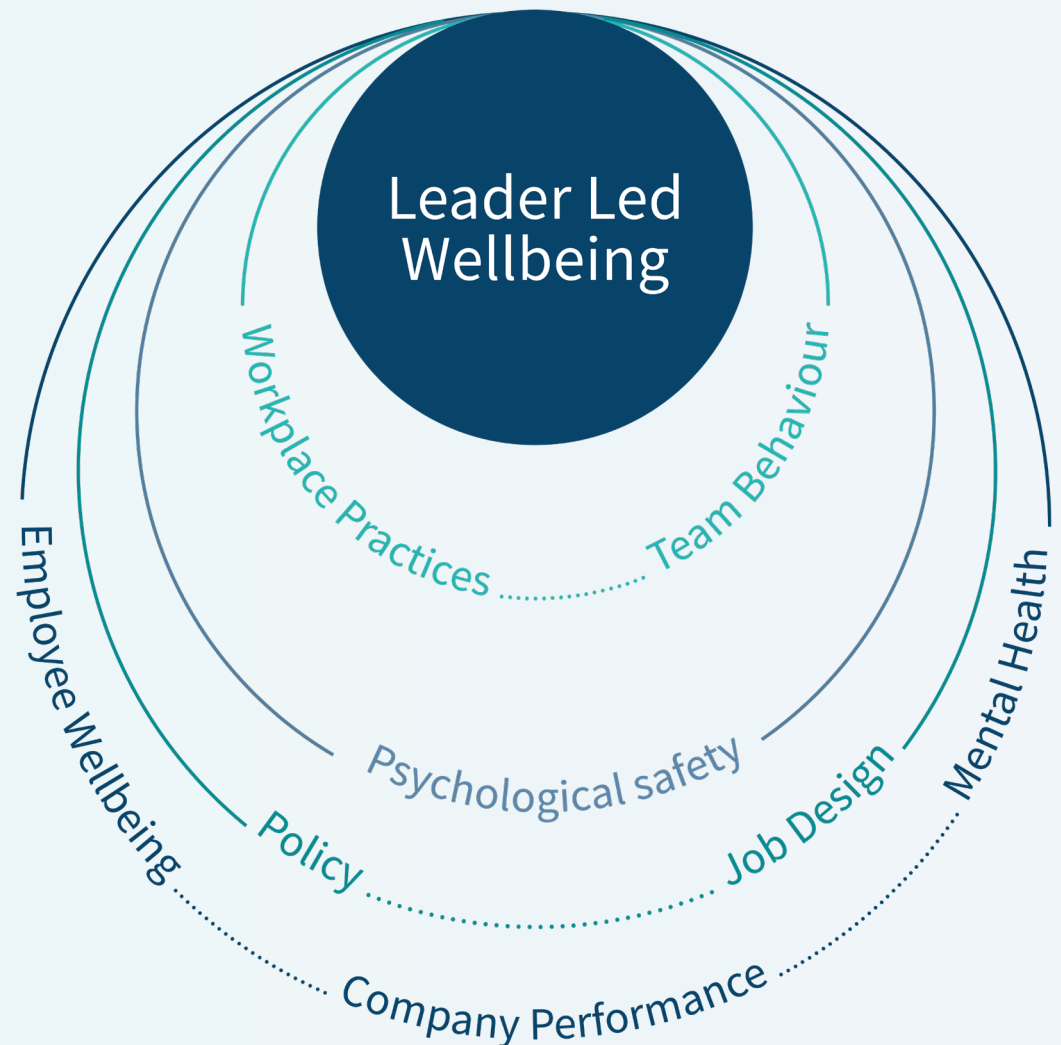 Leader Led
Wellbeing
Workplace Practices
Team Behaviour
Psychological safety
Policy
Job Design
Employee Wellbeing
Company Performance
Mental Health